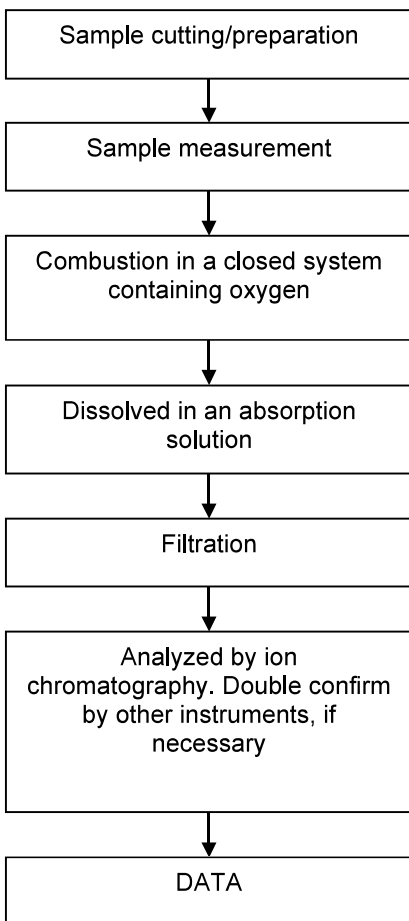 Sample cutting/preparation
Sample measurement
Combustion in a closed system
containing oxygen
Dissolved in an absorption
solution
Filtration
Analyzed by ion
chromatography. Double confirm
by other instruments, if
necessary
DATA